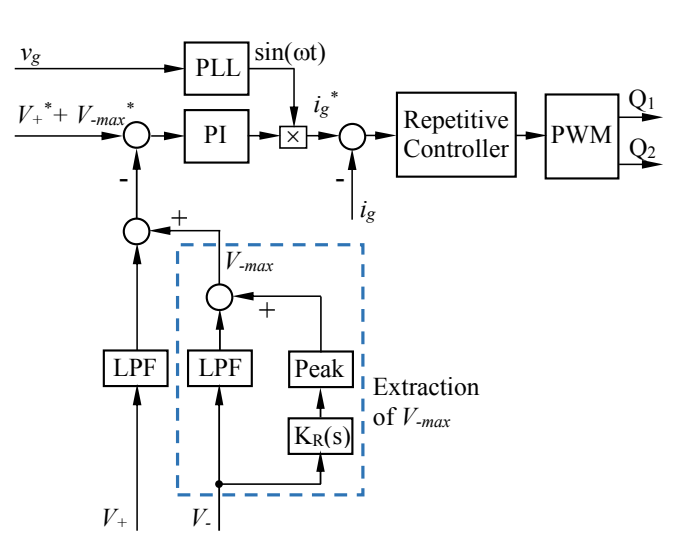 v_g
PLL
sin(ωt)
V_+^* + V_-max^*
PI
×
i_g^*
Repetitive
Controller
PWM
Q_1
Q_2
-
-
i_g
+
V_-max
+
LPF
LPF
Peak
Extraction
of V_-max
K_R(s)
V_+
V_-